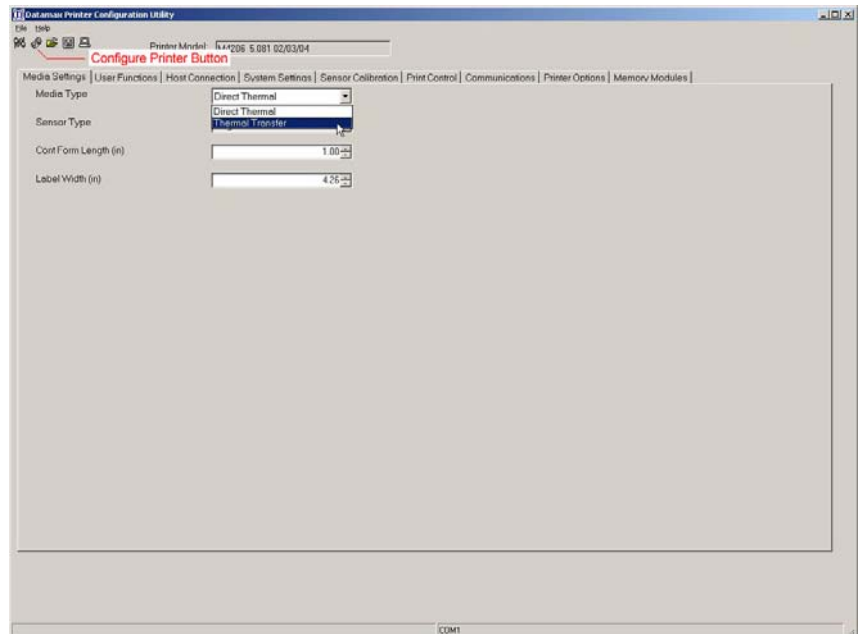 Datamax Printer Configuration Utility
File Help
Printer Model: M4206 5.081 02/03/04
Configure Printer Button
Media Settings | User Functions | Host Connection | System Settings | Sensor Calibration | Print Control | Communications | Printer Options | Memory Modules
Media Type Direct Thermal
Direct Thermal
Thermal Transfer
Sensor Type
Cont Form Length (in) 1.00
Label Width (in) 4.26
COM1